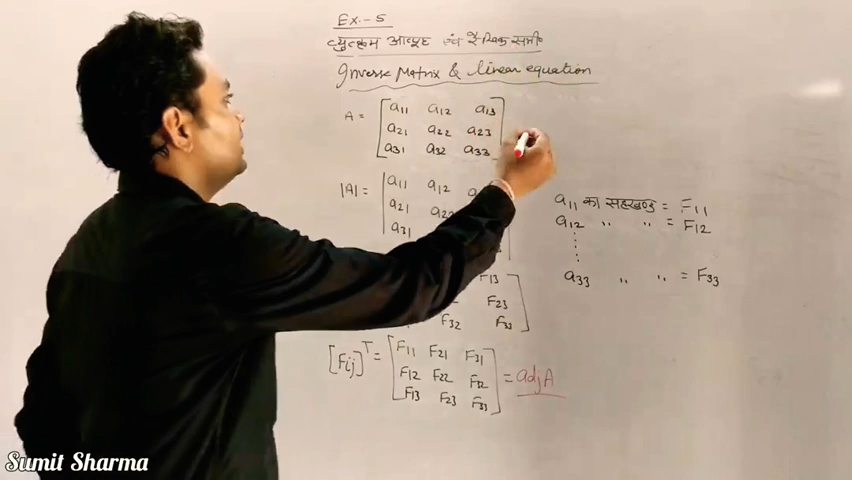 Ex.- 5
व्युत्क्रम आव्यूह एवं रैखिक समी०
Inverse Matrix & linear equation
A = [ a11 a12 a13
a21 a22 a23
a31 a32 a33 ]
|A| = | a11 a12
a21 a22
a31
F13
F23
F32 F33 ]
[Fij]^T = [ F11 F21 F31
F12 F22 F32
F13 F23 F33 ] = adj A
a11 का सहखण्ड = F11
a12 " " = F12
a33 " " = F33
Sumit Sharma